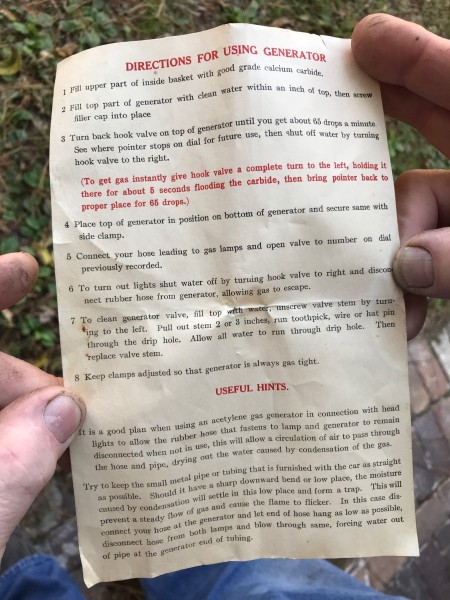 DIRECTIONS FOR USING GENERATOR
1 Fill upper part of inside basket with good grade calcium carbide.
2 Fill top part of generator with clean water within an inch of top, then screw
filler cap into place
3 Turn back hook valve on top of generator until you get about 65 drops a minute
See where pointer stops on dial for future use, then shut off water by turning
hook valve to the right.
(To get gas instantly give hook valve a complete turn to the left, holding it
there for about 5 seconds flooding the carbide, then bring pointer back to
proper place for 65 drops.)
4 Place top of generator in position on bottom of generator and secure same with
side clamp.
5 Connect your hose leading to gas lamps and open valve to number on dial
previously recorded.
6 To turn out lights shut water off by turning hook valve to right and discon-
nect rubber hose from generator, allowing gas to escape.
7 To clean generator valve, fill top with water, unscrew valve stem by turn-
ing to the left. Pull out stem 2 or 3 inches, run toothpick, wire or hat pin
through the drip hole. Allow all water to run through drip hole. Then
replace valve stem.
8 Keep clamps adjusted so that generator is always gas tight.
USEFUL HINTS.
It is a good plan when using an acetylene gas generator in connection with head
lights to allow the rubber hose that fastens to lamp and generator to remain
disconnected when not in use, this will allow a circulation of air to pass through
the hose and pipe, drying out the water caused by condensation of the gas.
Try to keep the small metal pipe or tubing that is furnished with the car as straight
as possible. Should it have a sharp downward bend or low place, the moisture
caused by condensation will settle in this low place and form a trap. This will
prevent a steady flow of gas and cause the flame to flicker. In this case dis-
connect your hose at the generator and let end of hose hang as low as possible,
disconnect hose from both lamps and blow through same, forcing water out
of pipe at the generator end of tubing.